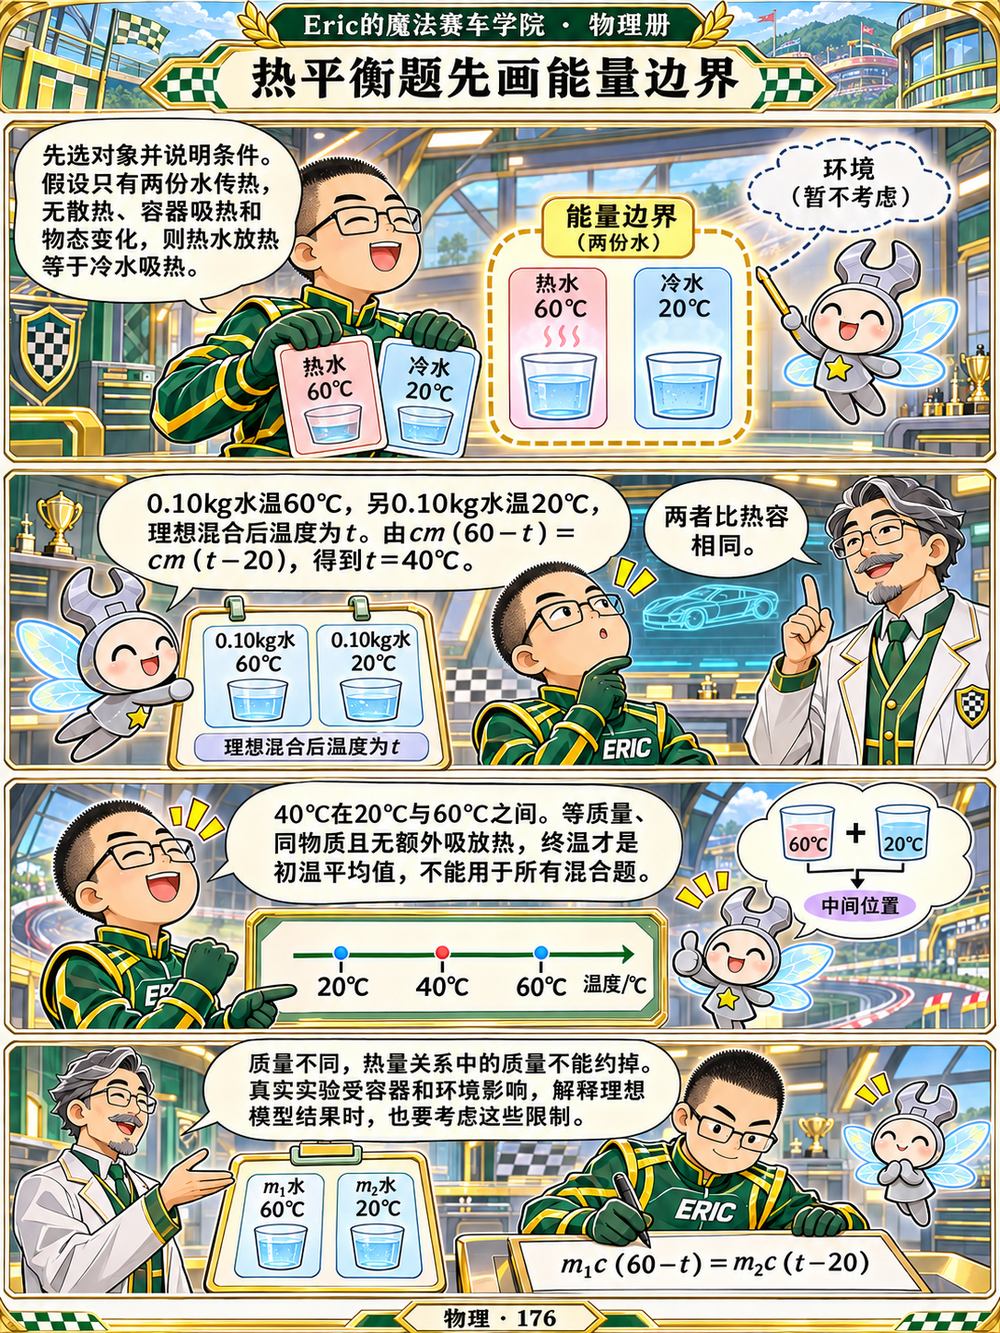 Eric的魔法赛车学院 · 物理册
热平衡题先画能量边界
先选对象并说明条件。
假设只有两份水传热，
无散热、容器吸热和
物态变化，则热水放热
等于冷水吸热。
热水
60℃
冷水
20℃
能量边界
（两份水）
热水
60℃
冷水
20℃
环境
（暂不考虑）
0.10kg水温60℃，另0.10kg水温20℃，
理想混合后温度为t。由cm（60－t）＝
cm（t－20），得到t＝40℃。
两者比热容
相同。
0.10kg水
60℃
0.10kg水
20℃
理想混合后温度为t
ERIC
40℃在20℃与60℃之间。等质量、
同物质且无额外吸放热，终温才是
初温平均值，不能用于所有混合题。
60℃
+
20℃
中间位置
20℃
40℃
60℃
温度/℃
质量不同，热量关系中的质量不能约掉。
真实实验受容器和环境影响，解释理想
模型结果时，也要考虑这些限制。
m₁水
60℃
m₂水
20℃
ERIC
m₁c（60－t）＝m₂c（t－20）
物理 · 176